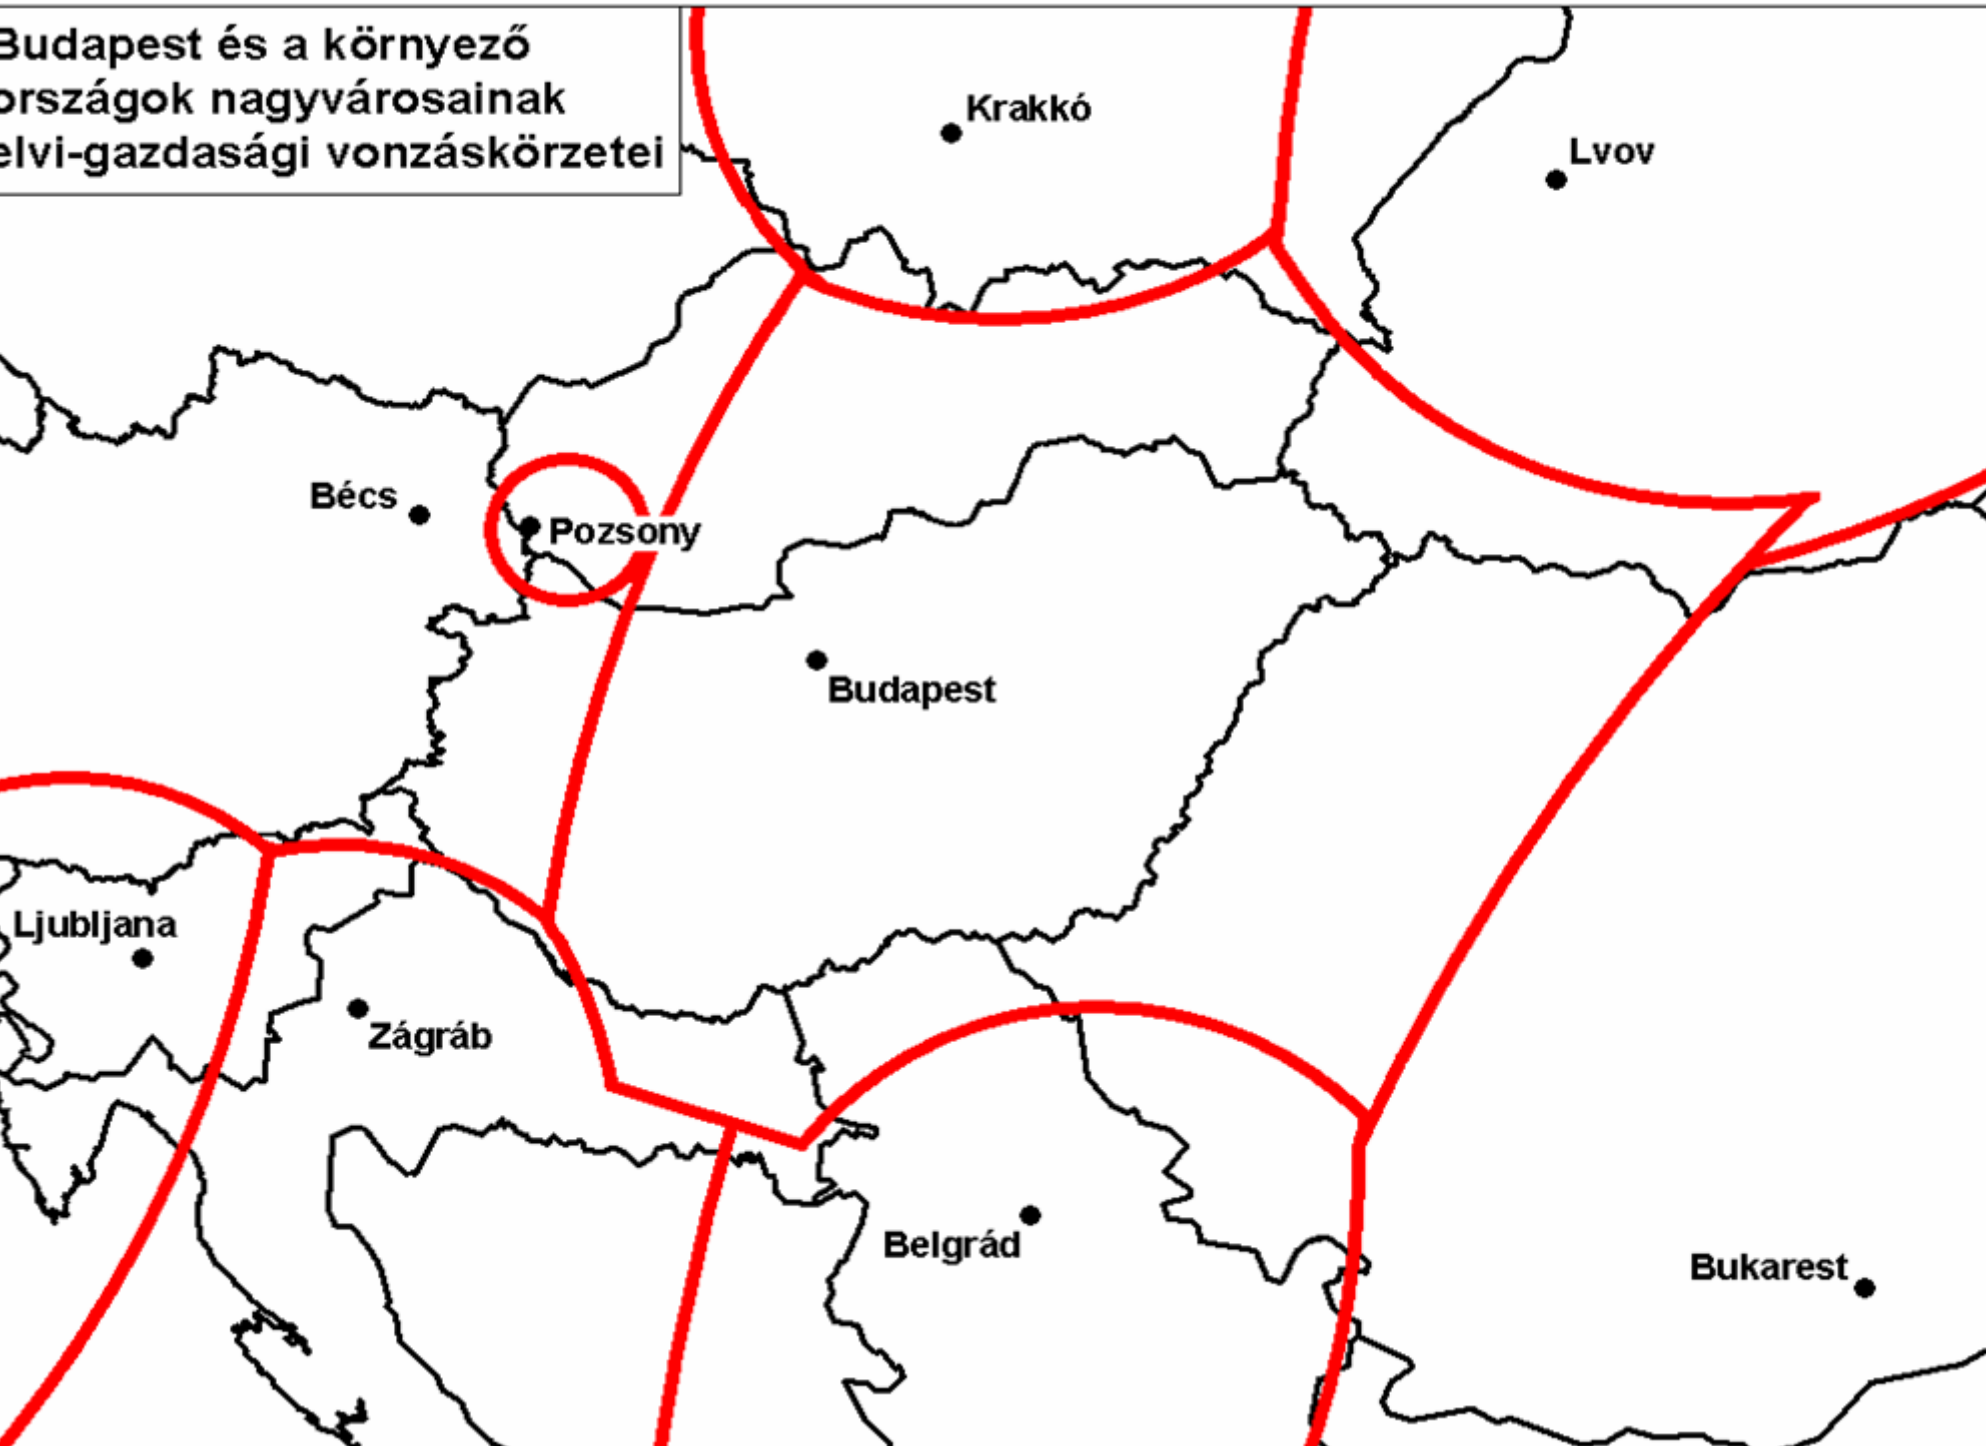 Budapest és a környező
országok nagyvárosainak
elvi-gazdasági vonzáskörzetei
Krakkó
Lvov
Bécs
Pozsony
Budapest
Ljubljana
Zágráb
Belgrád
Bukarest